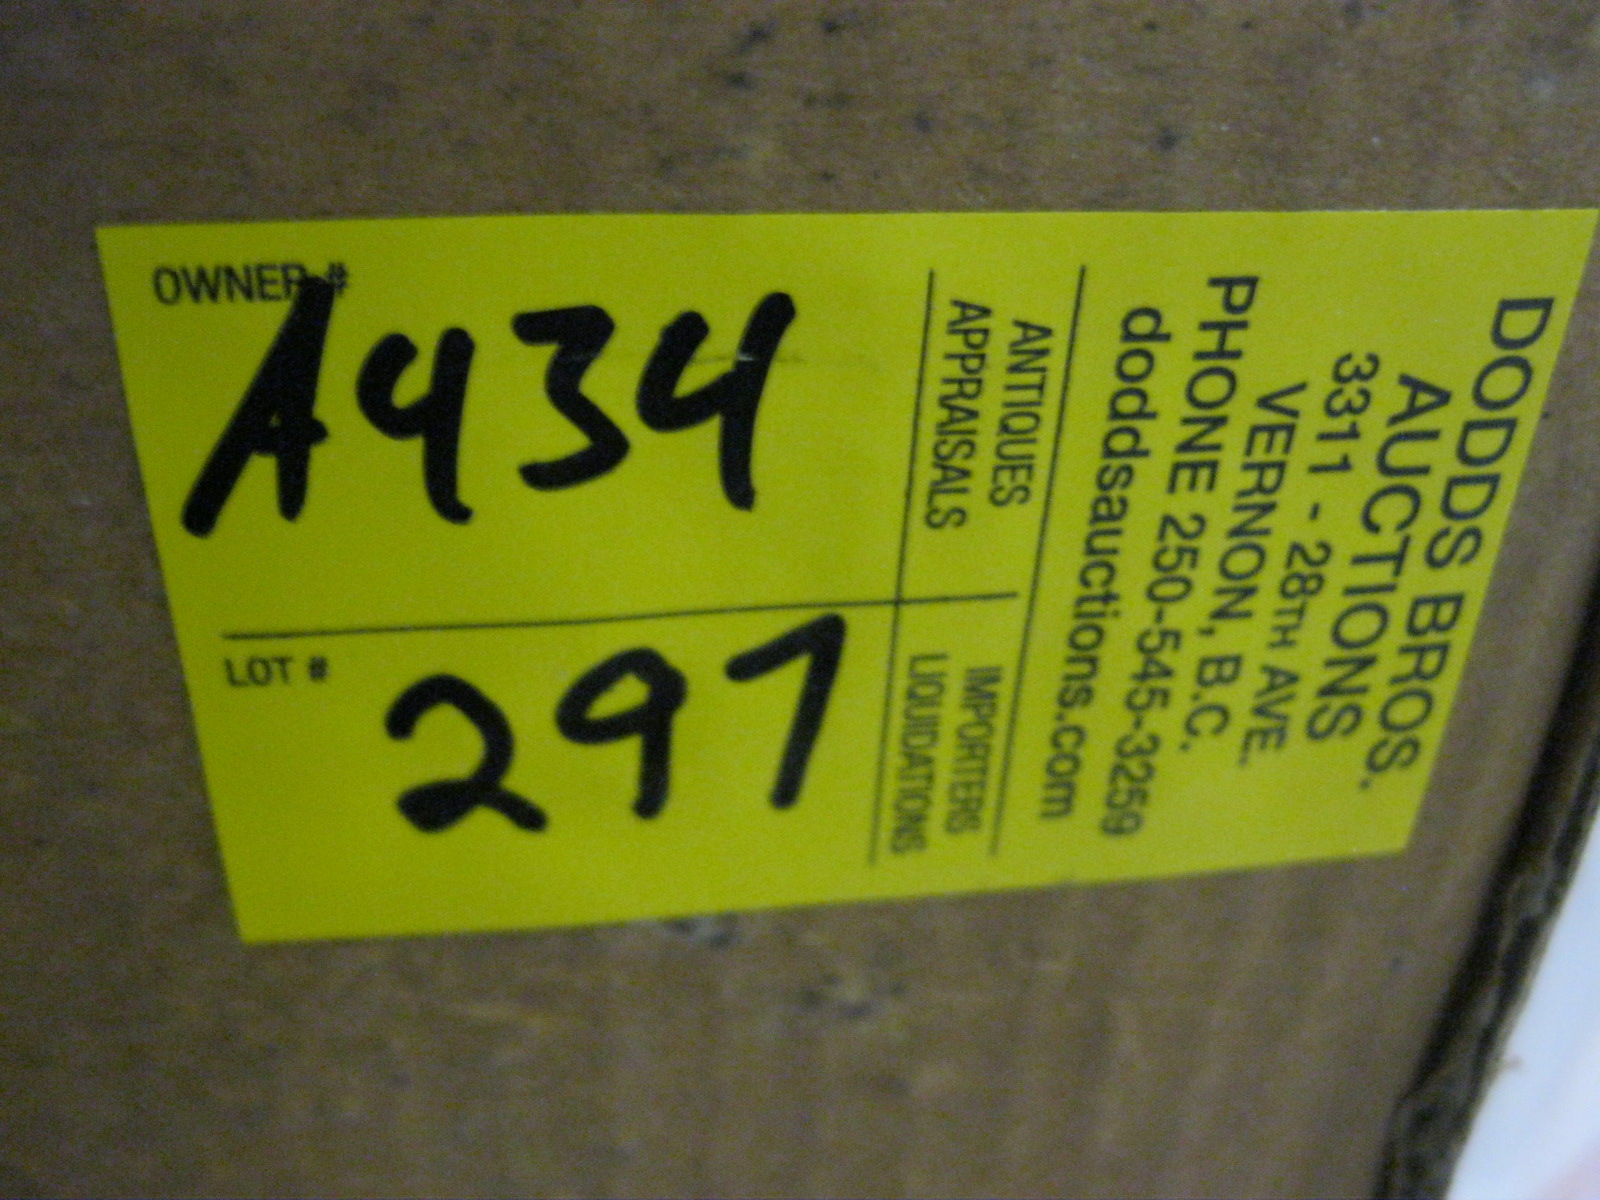 DODDS BROS.
AUCTIONS
3311 - 28TH AVE.
VERNON, B.C.
PHONE 250-545-3259
doddsauctions.com
ANTIQUES
APPRAISALS
IMPORTERS
LIQUIDATIONS
OWNER #
A434
LOT #
297